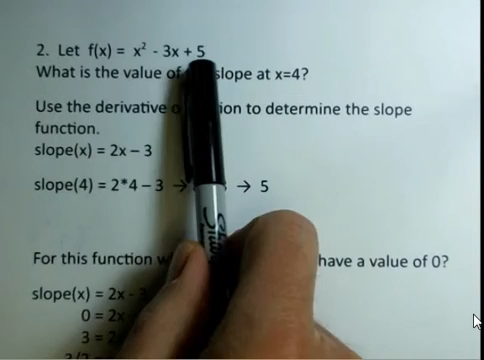 2. Let f(x) = x² - 3x + 5
What is the value of slope at x=4?
Use the derivative to determine the slope
function.
slope(x) = 2x – 3
slope(4) = 2*4 – 3 → → 5
For this function have a value of 0?
slope(x) = 2x -
0 = 2x
3 =